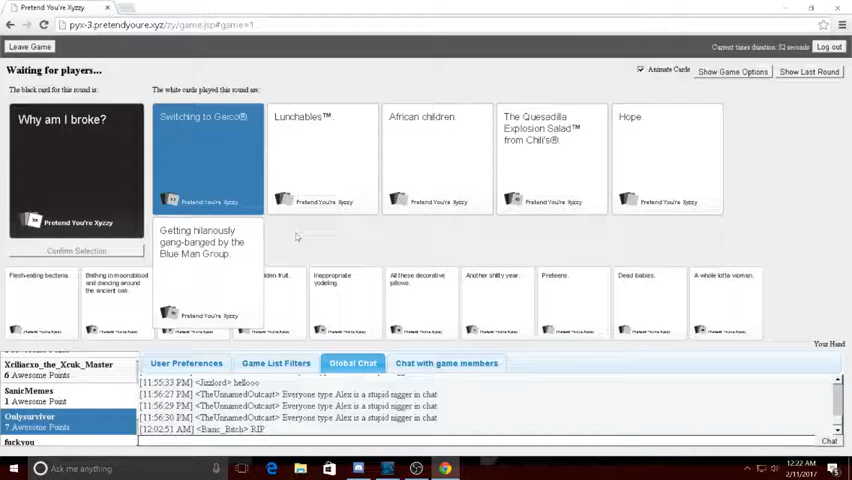 Pretend You're Xyzzy
pyx-3.pretendyoure.xyz/zy/game.jsp#game=1
Leave Game
Current timer duration: 52 seconds
Log out
Waiting for players...
Animate Cards
Show Game Options
Show Last Round
The black card for this round is:
The white cards played this round are:
Why am I broke?
Pretend You're Xyzzy
Confirm Selection
Switching to Geico®.
Pretend You're Xyzzy
Lunchables™.
Pretend You're Xyzzy
African children.
Pretend You're Xyzzy
The Quesadilla
Explosion Salad™
from Chili's®.
Pretend You're Xyzzy
Hope.
Pretend You're Xyzzy
Getting hilariously
gang-banged by the
Blue Man Group.
Pretend You're Xyzzy
Flesh-eating bacteria.
Bathing in moonsblood
and dancing around
the ancient oak.
dden fruit.
Inappropriate
yodeling.
All these decorative
pillows.
Another shitty year.
Preteens.
Dead babies.
A whole lotta woman.
Your Hand
Xriliacxo_the_Xcuk_Master
6 Awesome Points
SanicMemes
1 Awesome Point
Onlysurvivor
7 Awesome Points
fuckyou
User Preferences
Game List Filters
Global Chat
Chat with game members
[11:55:33 PM] <Jizzlord> hellooo
[11:56:27 PM] <TheUnnamedOutcast> Everyone type Alex is a stupid nagger in chat
[11:56:29 PM] <TheUnnamedOutcast> Everyone type Alex is a stupid nagger in chat
[11:56:30 PM] <TheUnnamedOutcast> Everyone type Alex is a stupid nagger in chat
[12:02:51 AM] <Basic_Bitch> RIP
Chat
Ask me anything
12:22 AM
2/11/2017